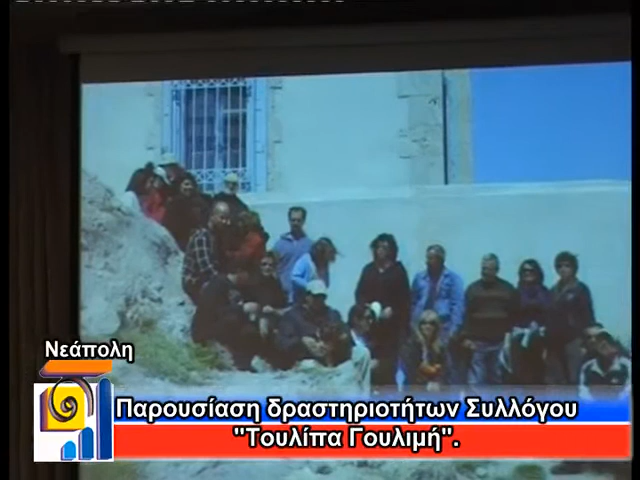 Νεάπολη
Παρουσίαση δραστηριοτήτων Συλλόγου
"Τουλίπα Γουλιμή".